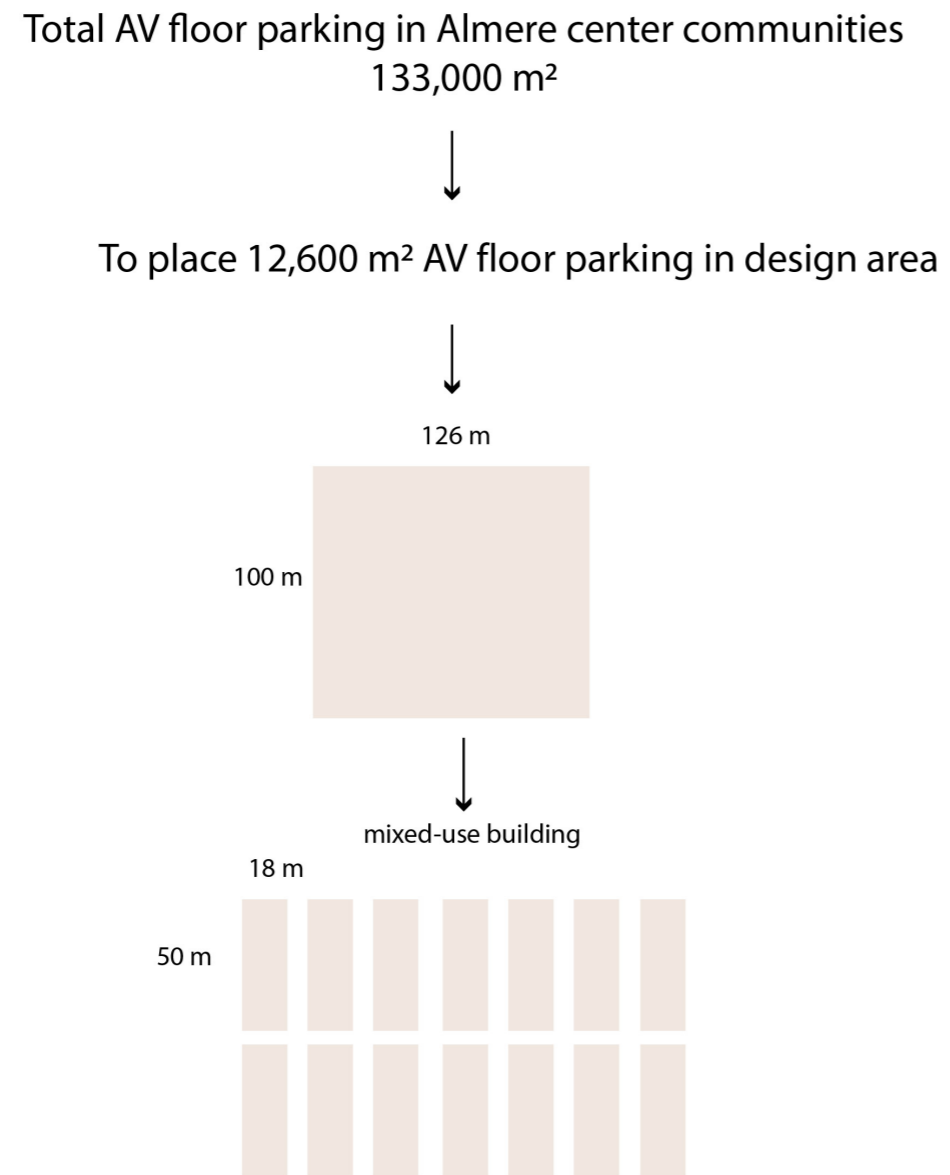 Total AV floor parking in Almere center communities
133,000 m²
To place 12,600 m² AV floor parking in design area
126 m
100 m
mixed-use building
18 m
50 m